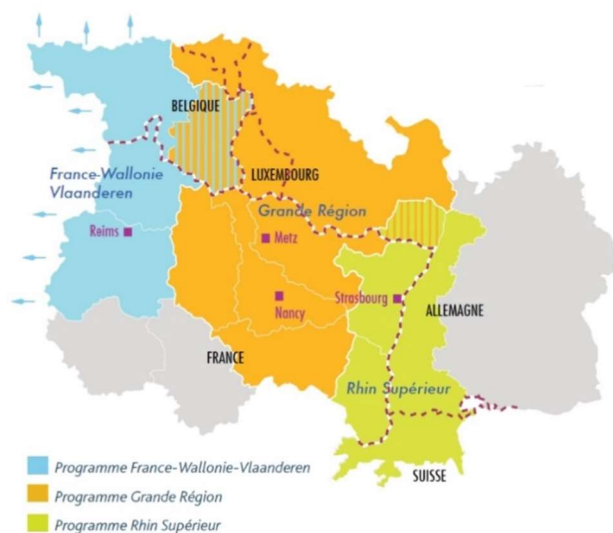 BELGIQUE
France-Wallonie
Vlaanderen
LUXEMBOURG
Grande Région
Reims
Metz
Strasbourg
Nancy
ALLEMAGNE
FRANCE
Rhin Supérieur
SUISSE
Programme France-Wallonie-Vlaanderen
Programme Grande Région
Programme Rhin Supérieur